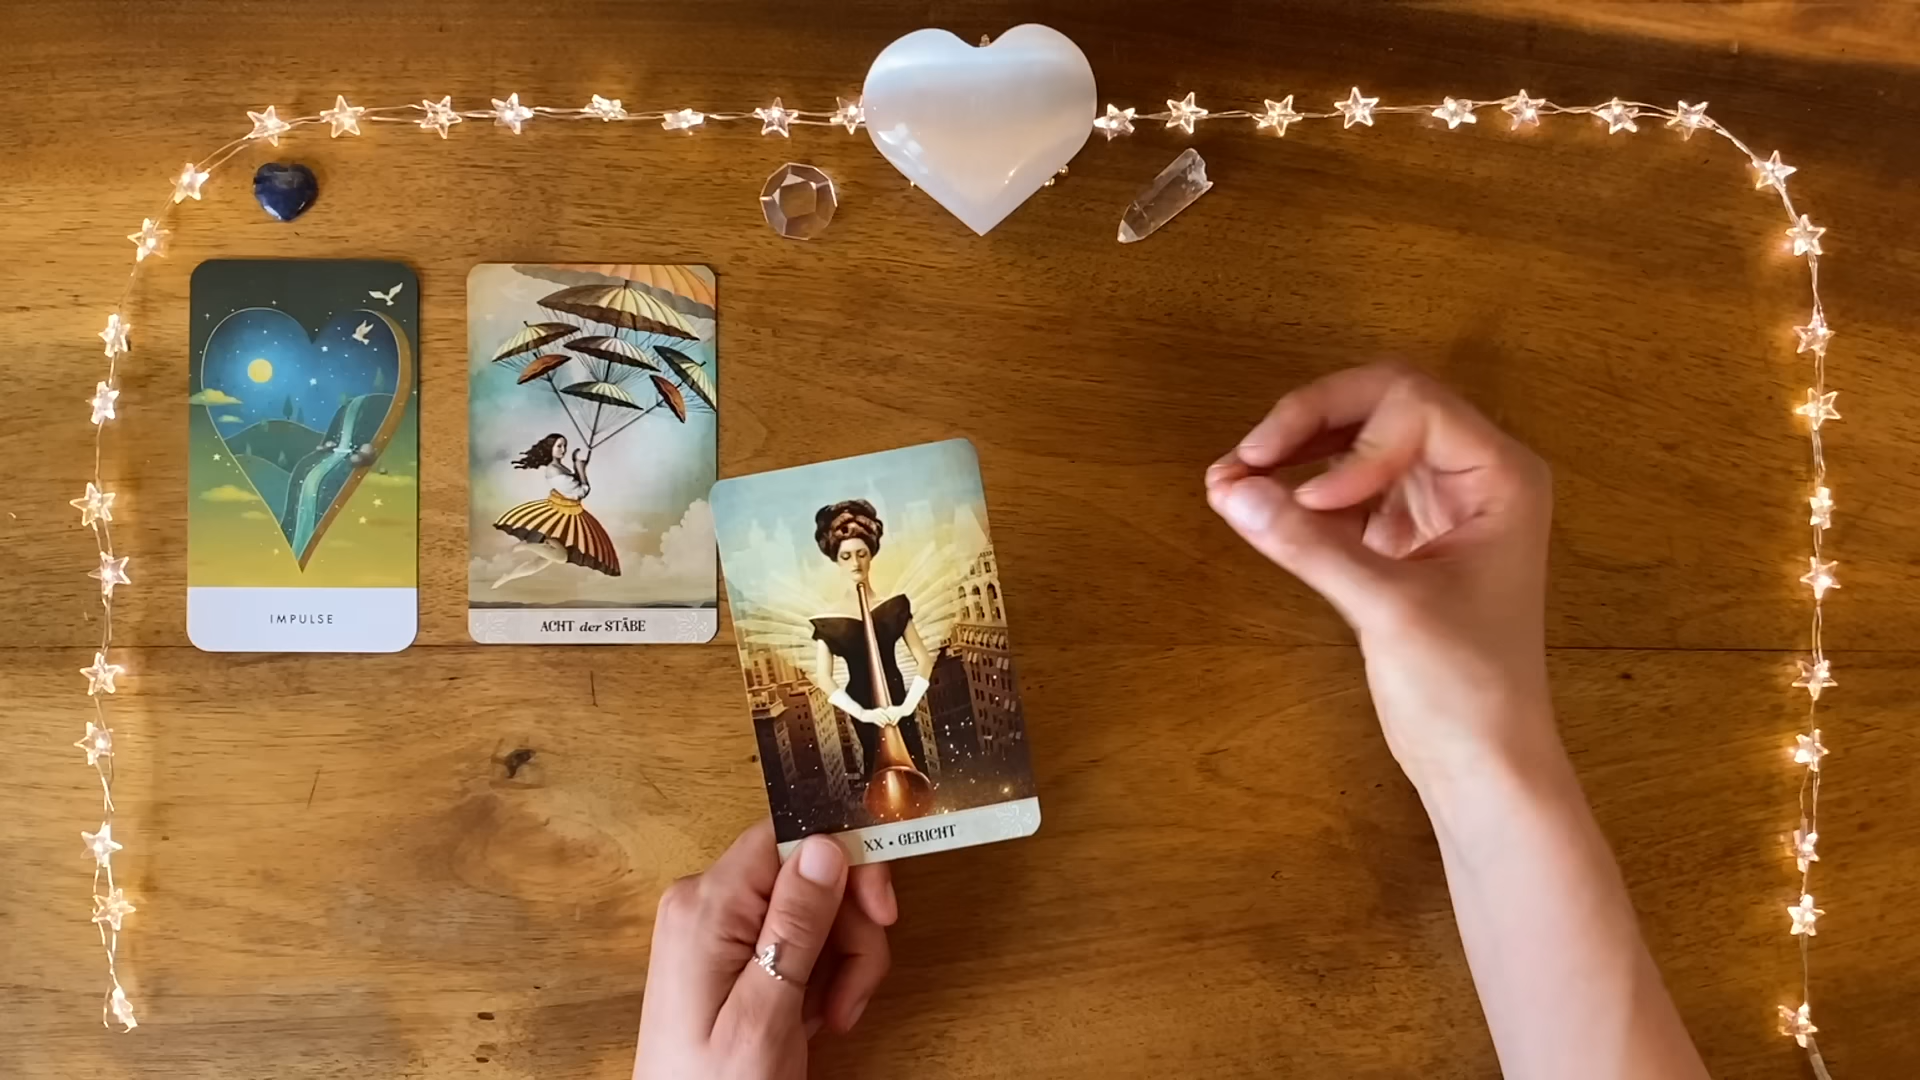 IMPULSE
ACHT der STÄBE
XX • GERICHT